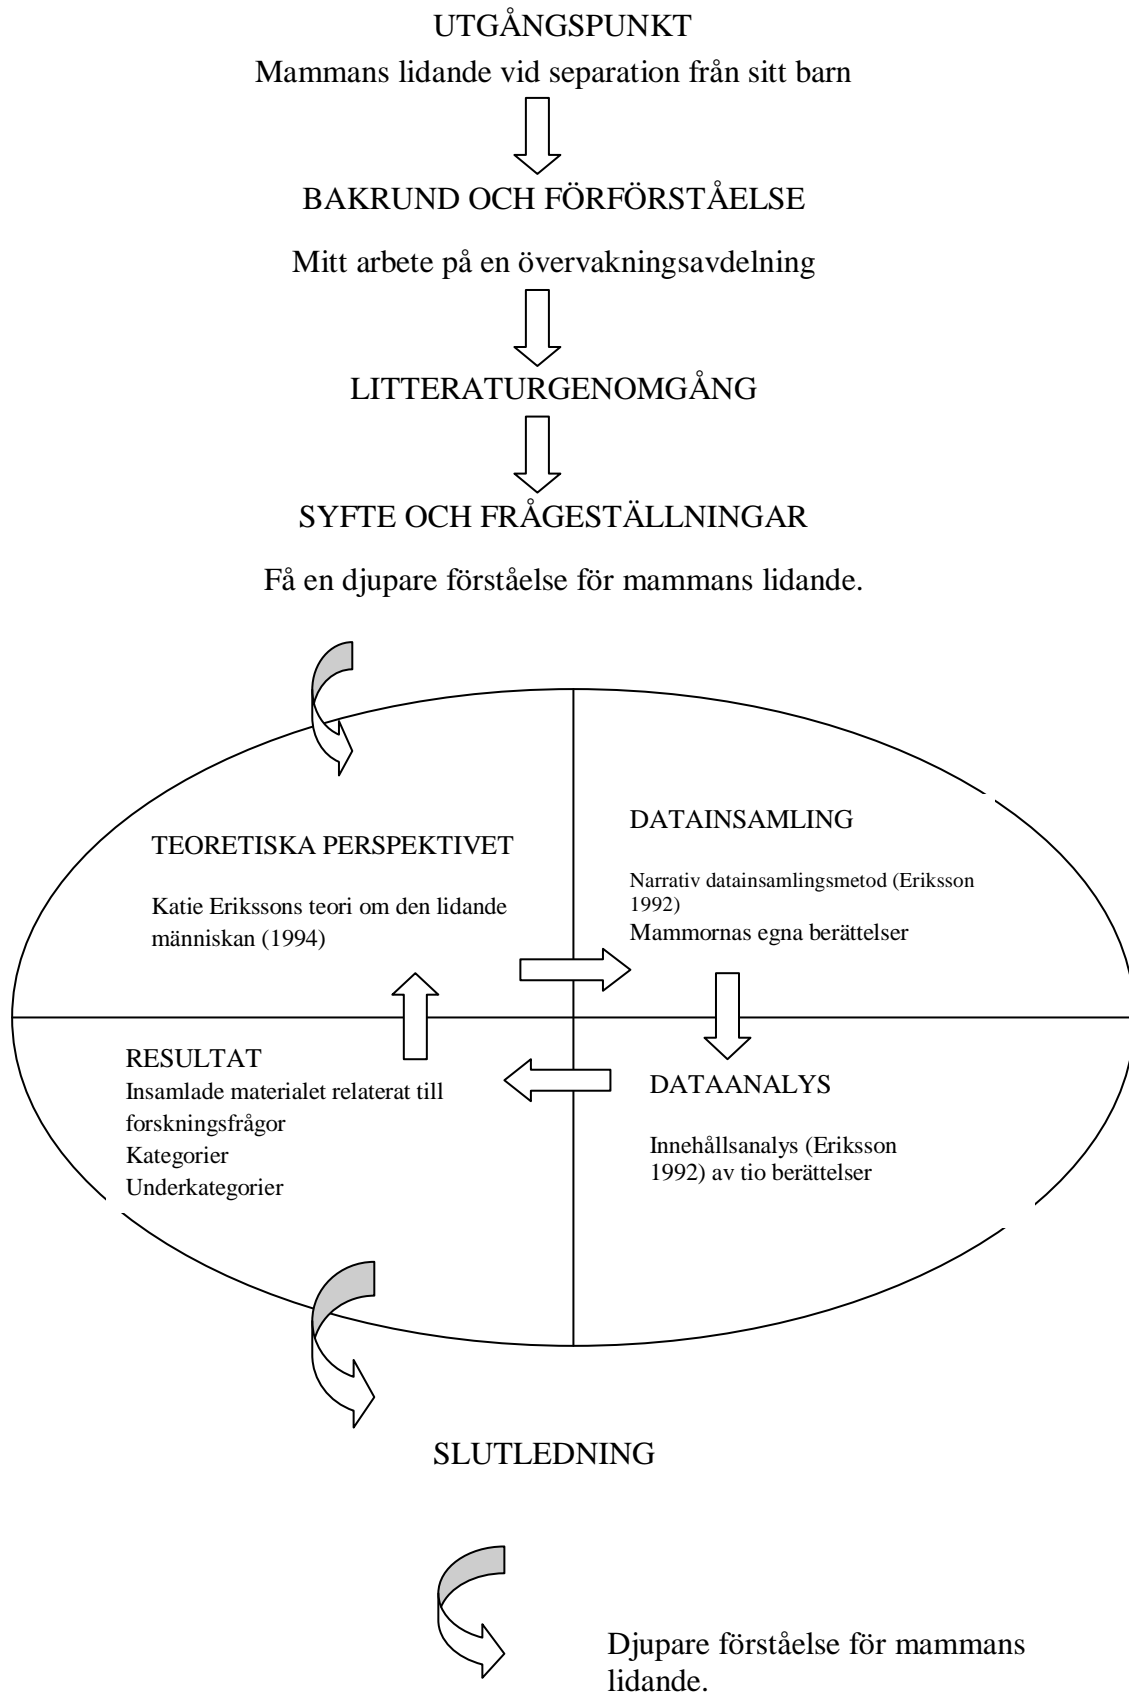 UTGÅNGSPUNKT
Mammans lidande vid separation från sitt barn
BAKRUND OCH FÖRFÖRSTÅELSE
Mitt arbete på en övervakningsavdelning
LITTERATURGENOMGÅNG
SYFTE OCH FRÅGESTÄLLNINGAR
Få en djupare förståelse för mammans lidande.
TEORETISKA PERSPEKTIVET
Katie Erikssons teori om den lidande
människan (1994)
DATAINSAMLING
Narrativ datainsamlingsmetod (Eriksson
1992)
Mammornas egna berättelser
RESULTAT
Insamlade materialet relaterat till
forskningsfrågor
Kategorier
Underkategorier
DATAANALYS
Innehållsanalys (Eriksson
1992) av tio berättelser
SLUTLEDNING
Djupare förståelse för mammans
lidande.